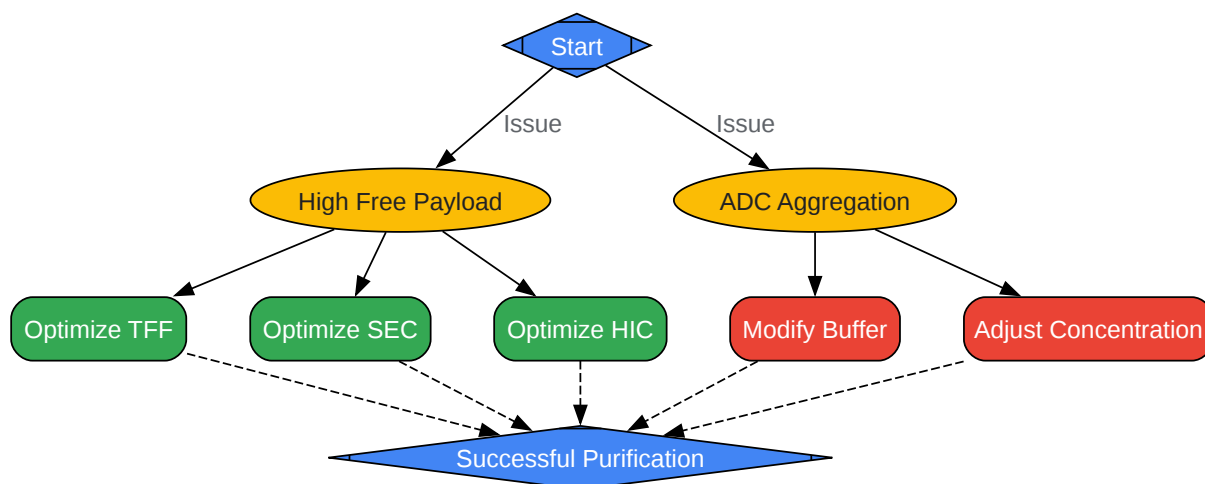 Start
Issue
Issue
High Free Payload
ADC Aggregation
Optimize TFF
Optimize SEC
Optimize HIC
Modify Buffer
Adjust Concentration
Successful Purification